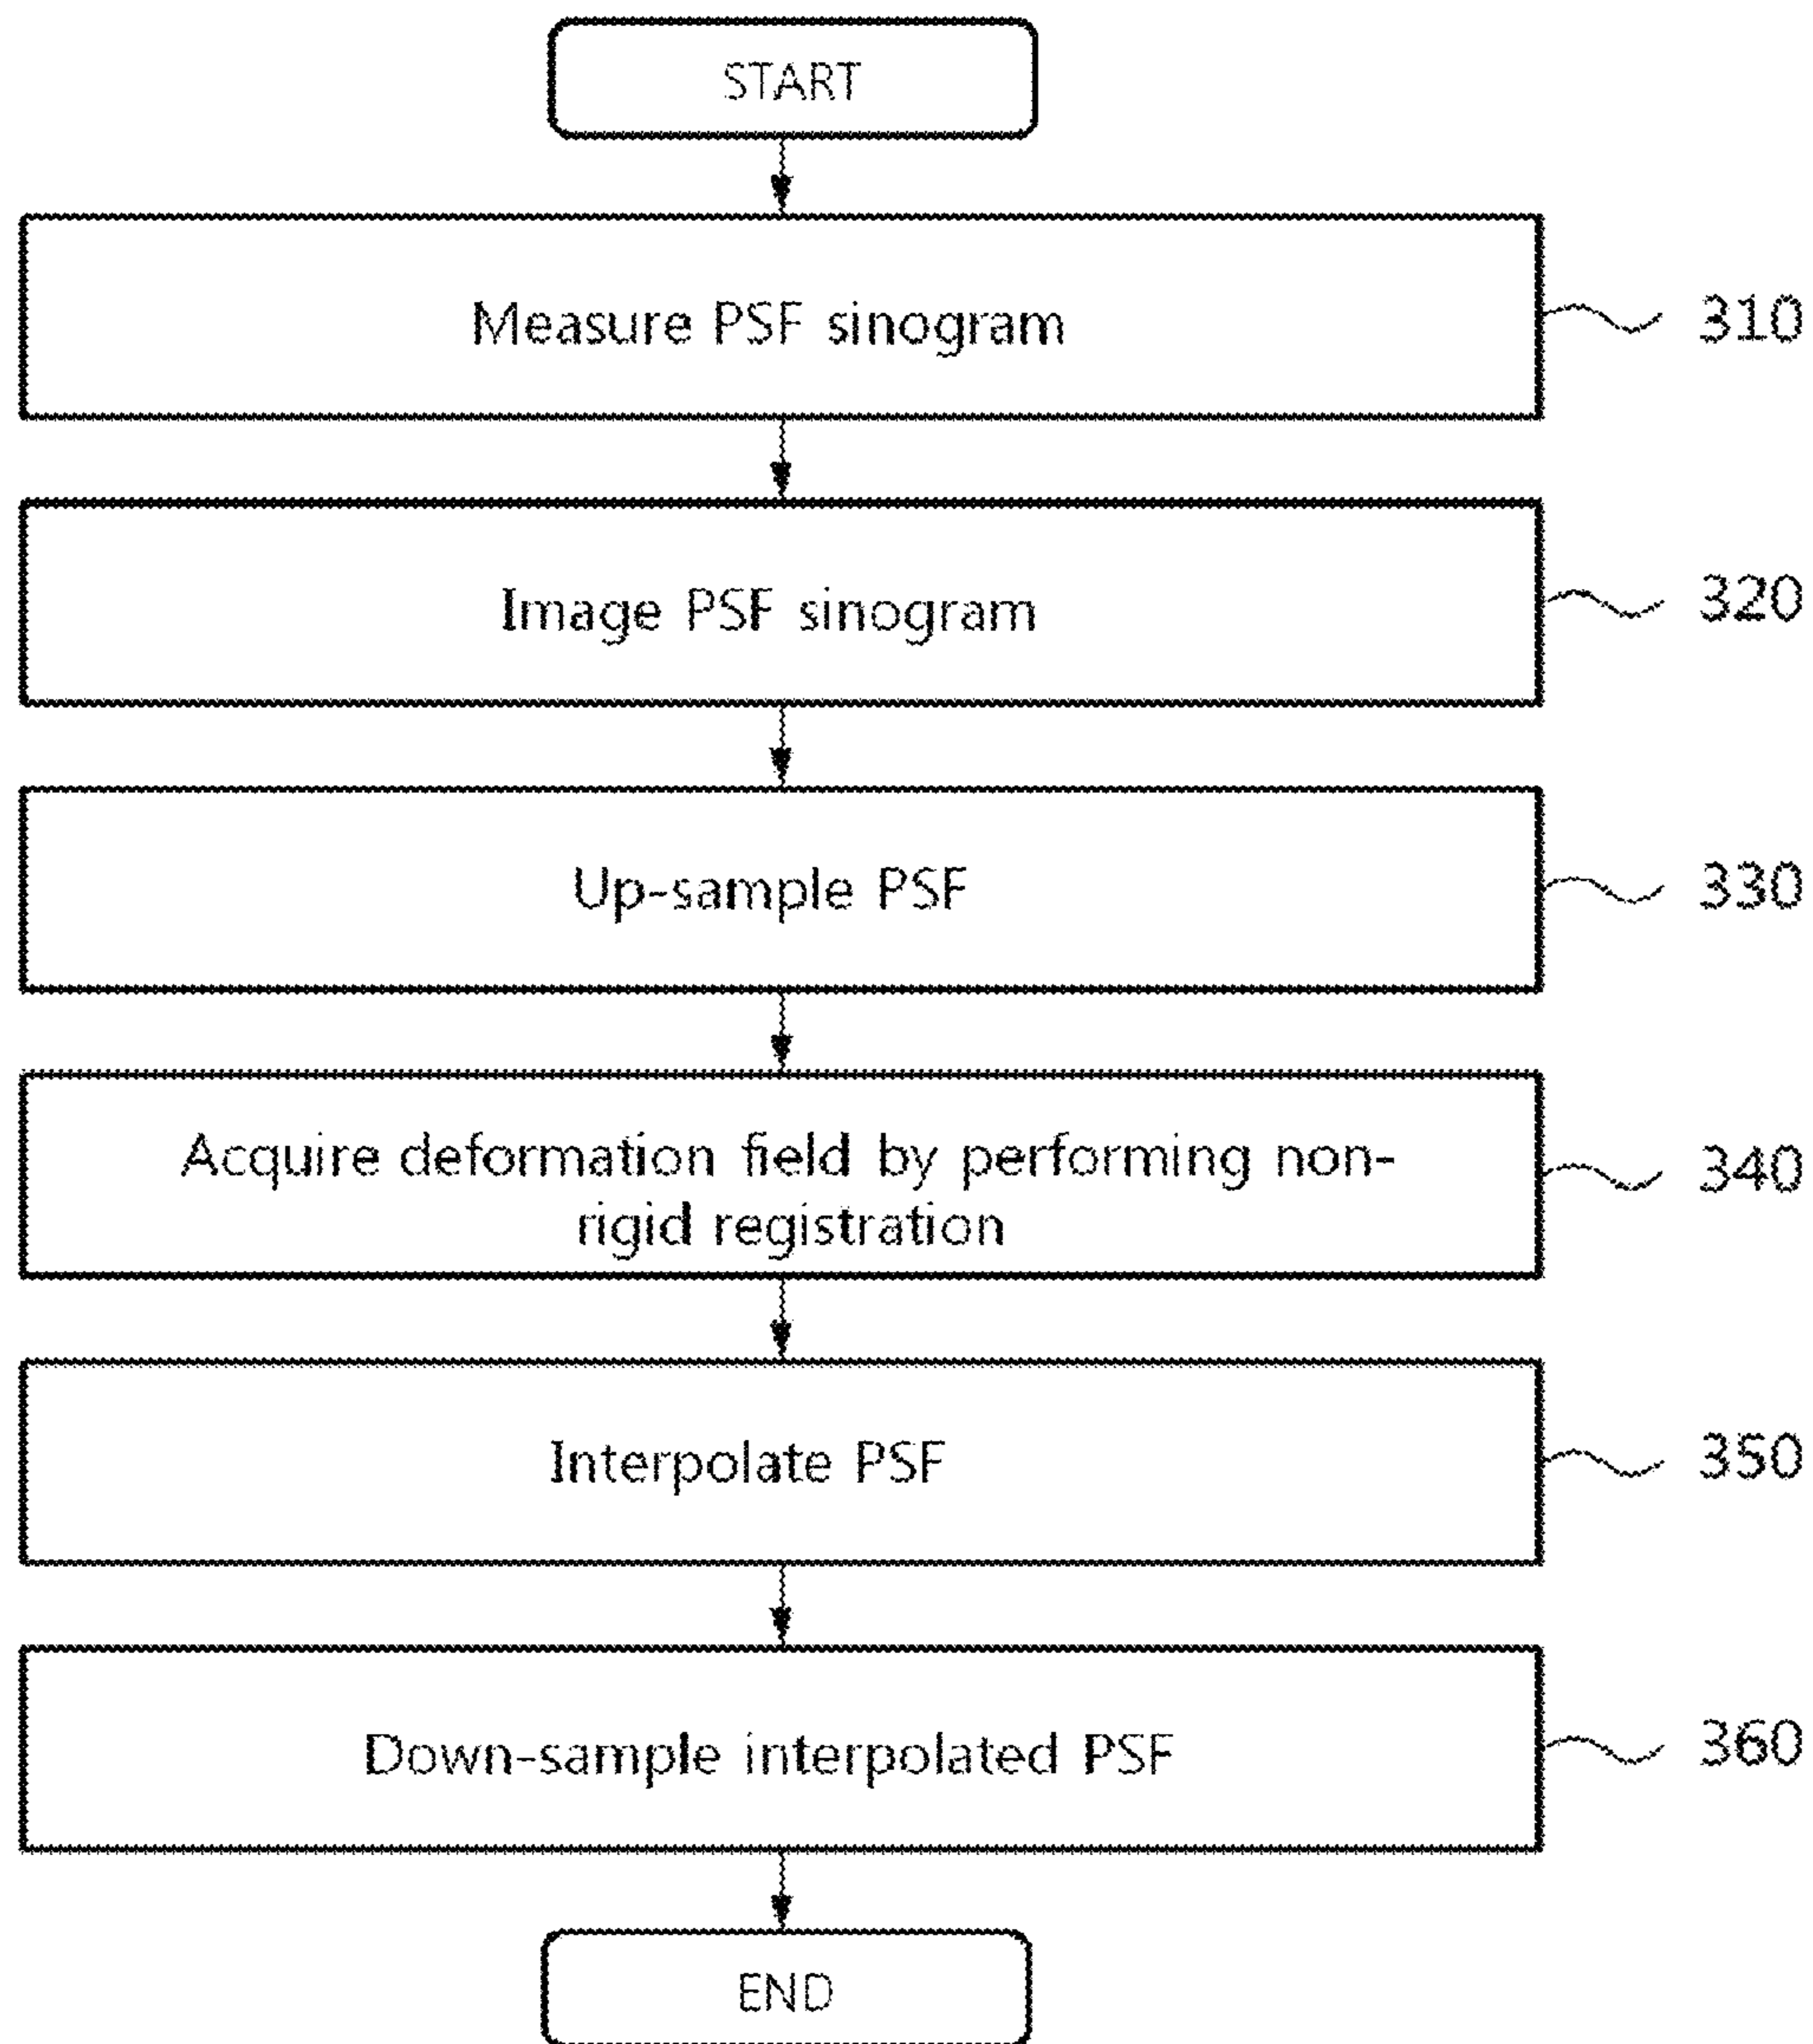 START
Measure PSF sinogram
310
Image PSF sinogram
320
Up-sample PSF
330
Acquire deformation field by performing non-
rigid registration
340
Interpolate PSF
350
Down-sample interpolated PSF
360
END